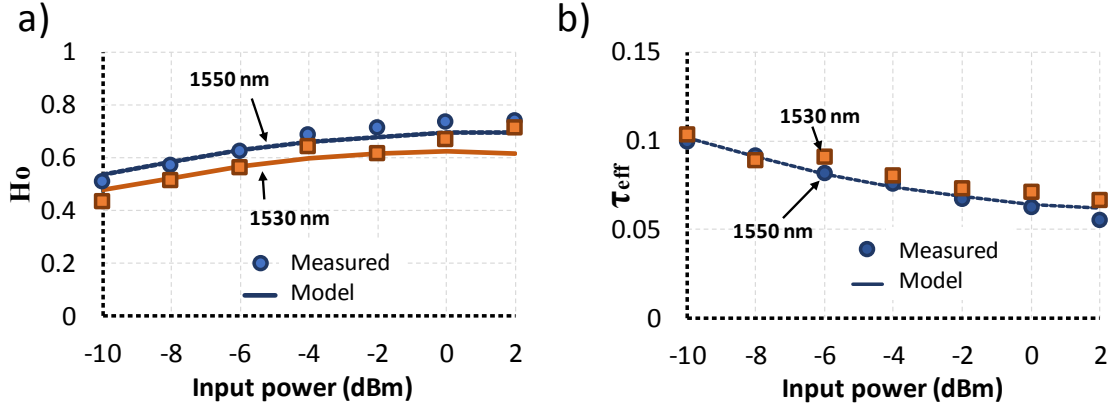 a)
Ho
1
0.8
0.6
0.4
0.2
0
1550 nm
1530 nm
Measured
Model
-10 -8 -6 -4 -2 0 2
Input power (dBm)
b)
τeff
0.15
0.1
0.05
0
1530 nm
1550 nm
Measured
Model
-10 -8 -6 -4 -2 0 2
Input power (dBm)